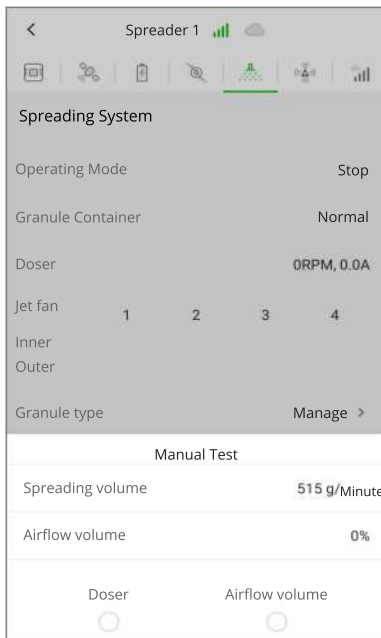 Spreader 1
Spreading System
Operating Mode Stop
Granule Container Normal
Doser 0RPM, 0.0A
Jet fan 1 2 3 4
Inner
Outer
Granule type Manage >
Manual Test
Spreading volume 515 g/Minute
Airflow volume 0%
Doser Airflow volume